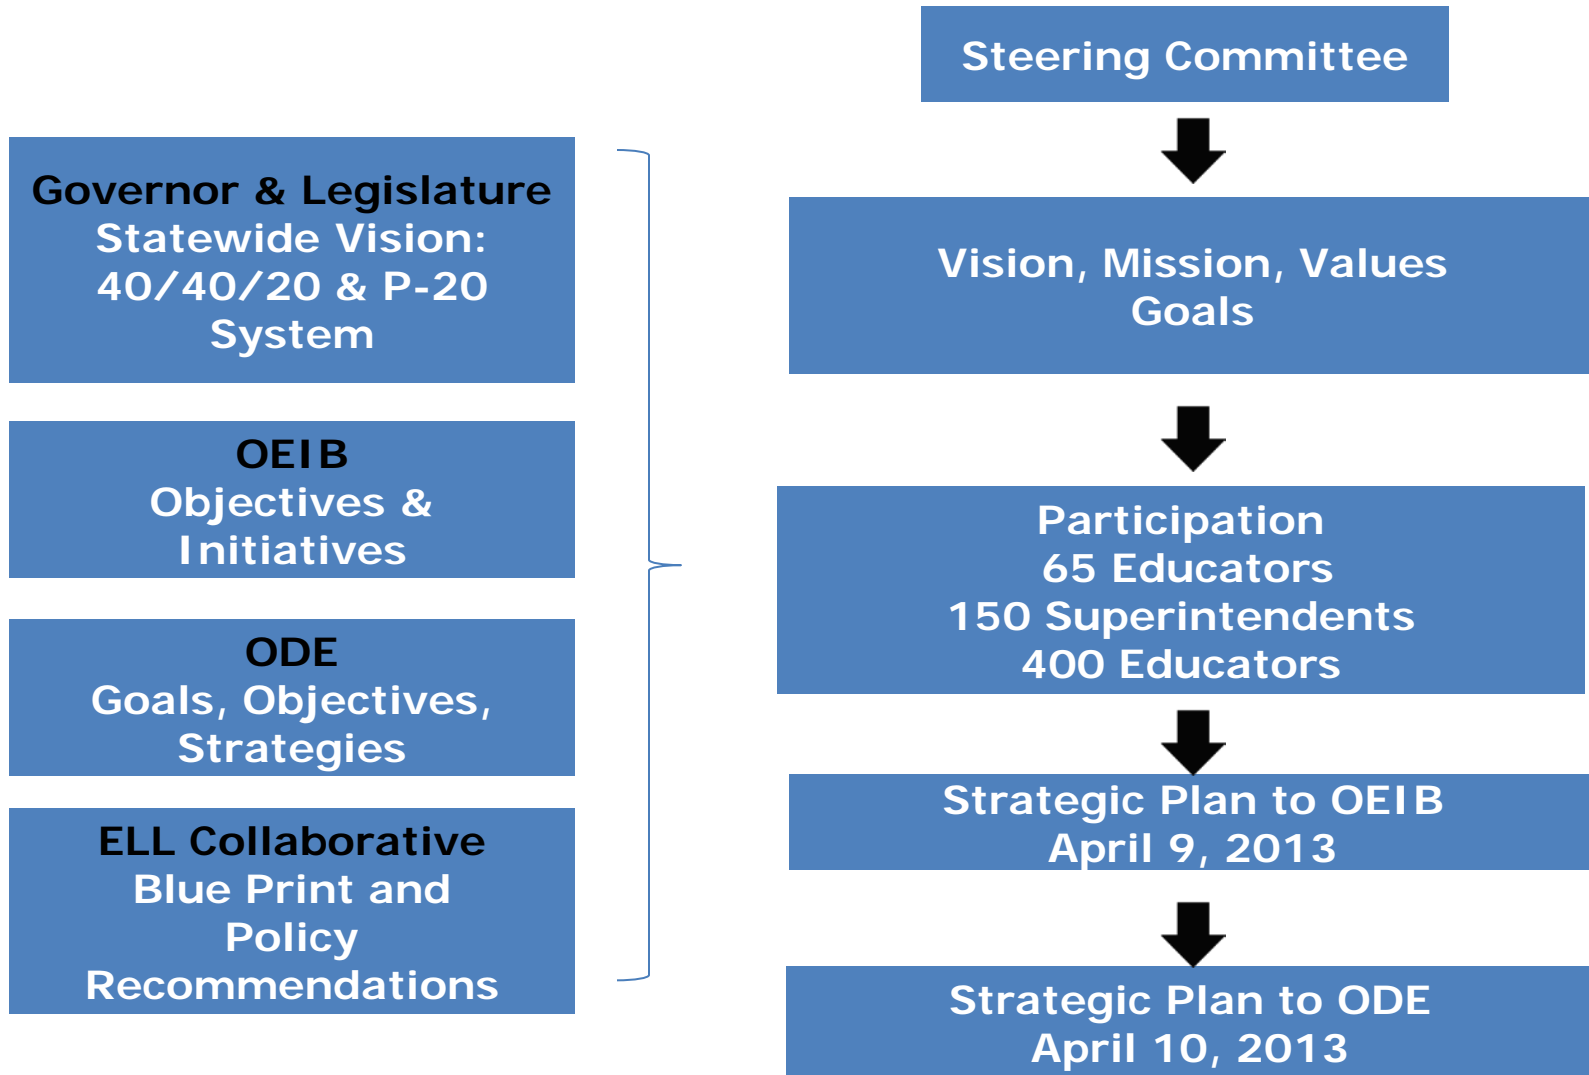 Governor & Legislature
Statewide Vision:
40/40/20 & P-20
System
OEIB
Objectives &
Initiatives
ODE
Goals, Objectives,
Strategies
ELL Collaborative
Blue Print and
Policy
Recommendations
Steering Committee
Vision, Mission, Values
Goals
Participation
65 Educators
150 Superintendents
400 Educators
Strategic Plan to OEIB
April 9, 2013
Strategic Plan to ODE
April 10, 2013